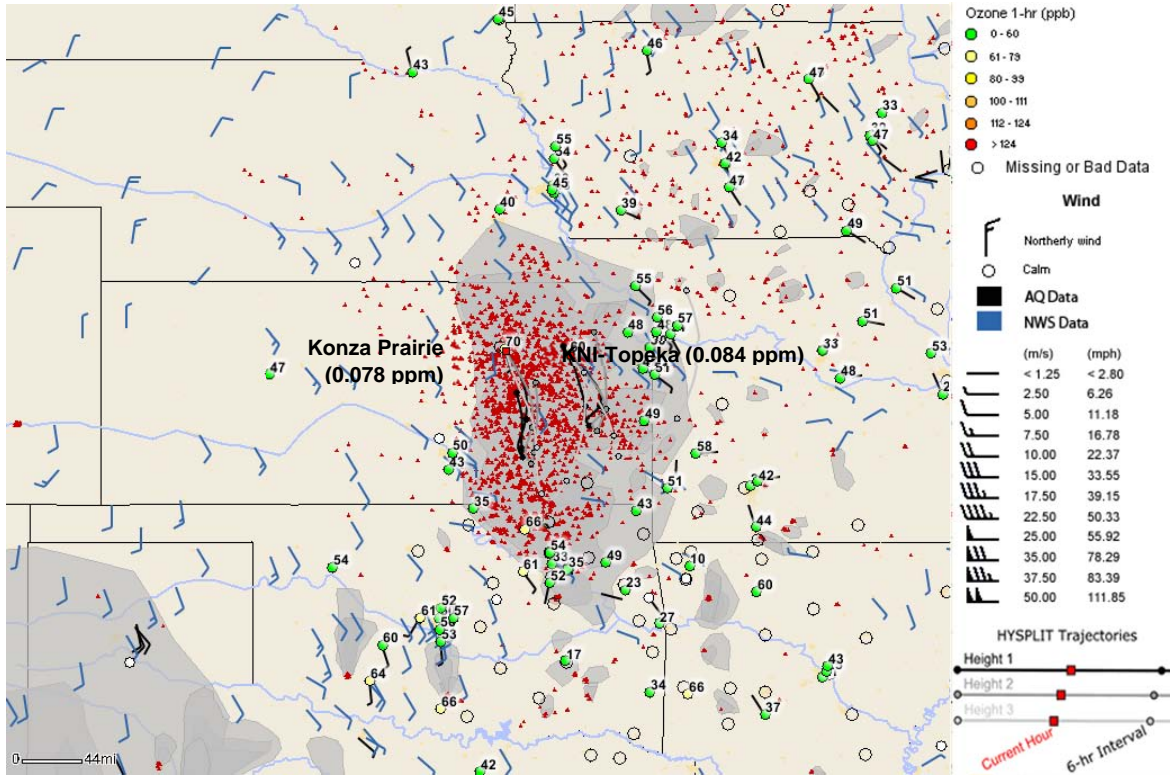 45
46
43
47
33
47
34
42
47
55
45
40
39
49
51
55
56
48
57
51
33
53
48
47
70
Konza Prairie
(0.078 ppm)
KNI-Topeka (0.084 ppm)
51
49
58
50
43
51
42
35
43
44
66
54
35
49
10
54
61
52
23
60
52
61
57
27
53
60
17
43
64
34
66
66
37
42
0 44mi
Ozone 1-hr (ppb)
0 - 60
61 - 79
80 - 99
100 - 111
112 - 124
> 124
Missing or Bad Data
Wind
Northerly wind
Calm
AQ Data
NWS Data
(m/s) (mph)
< 1.25 < 2.80
2.50 6.26
5.00 11.18
7.50 16.78
10.00 22.37
15.00 33.55
17.50 39.15
22.50 50.33
25.00 55.92
35.00 78.29
37.50 83.39
50.00 111.85
HYSPLIT Trajectories
Height 1
Height 2
Height 3
Current Hour
6-hr Interval